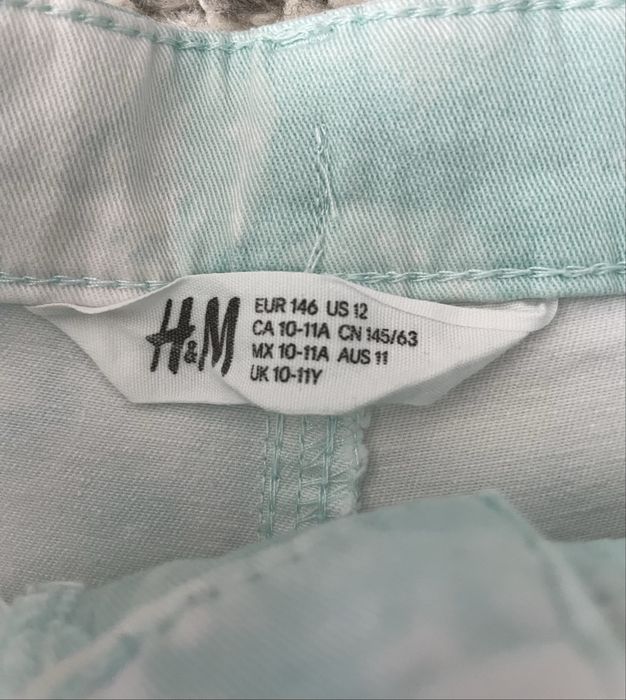 H&M
EUR 146 US 12
CA 10-11A CN 145/63
MX 10-11A AUS 11
UK 10-11Y